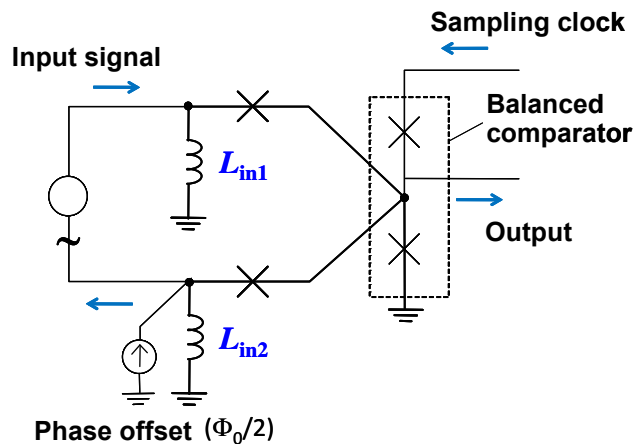 Sampling clock
Input signal
Balanced
comparator
Lin1
Output
Lin2
Phase offset (Φ0/2)